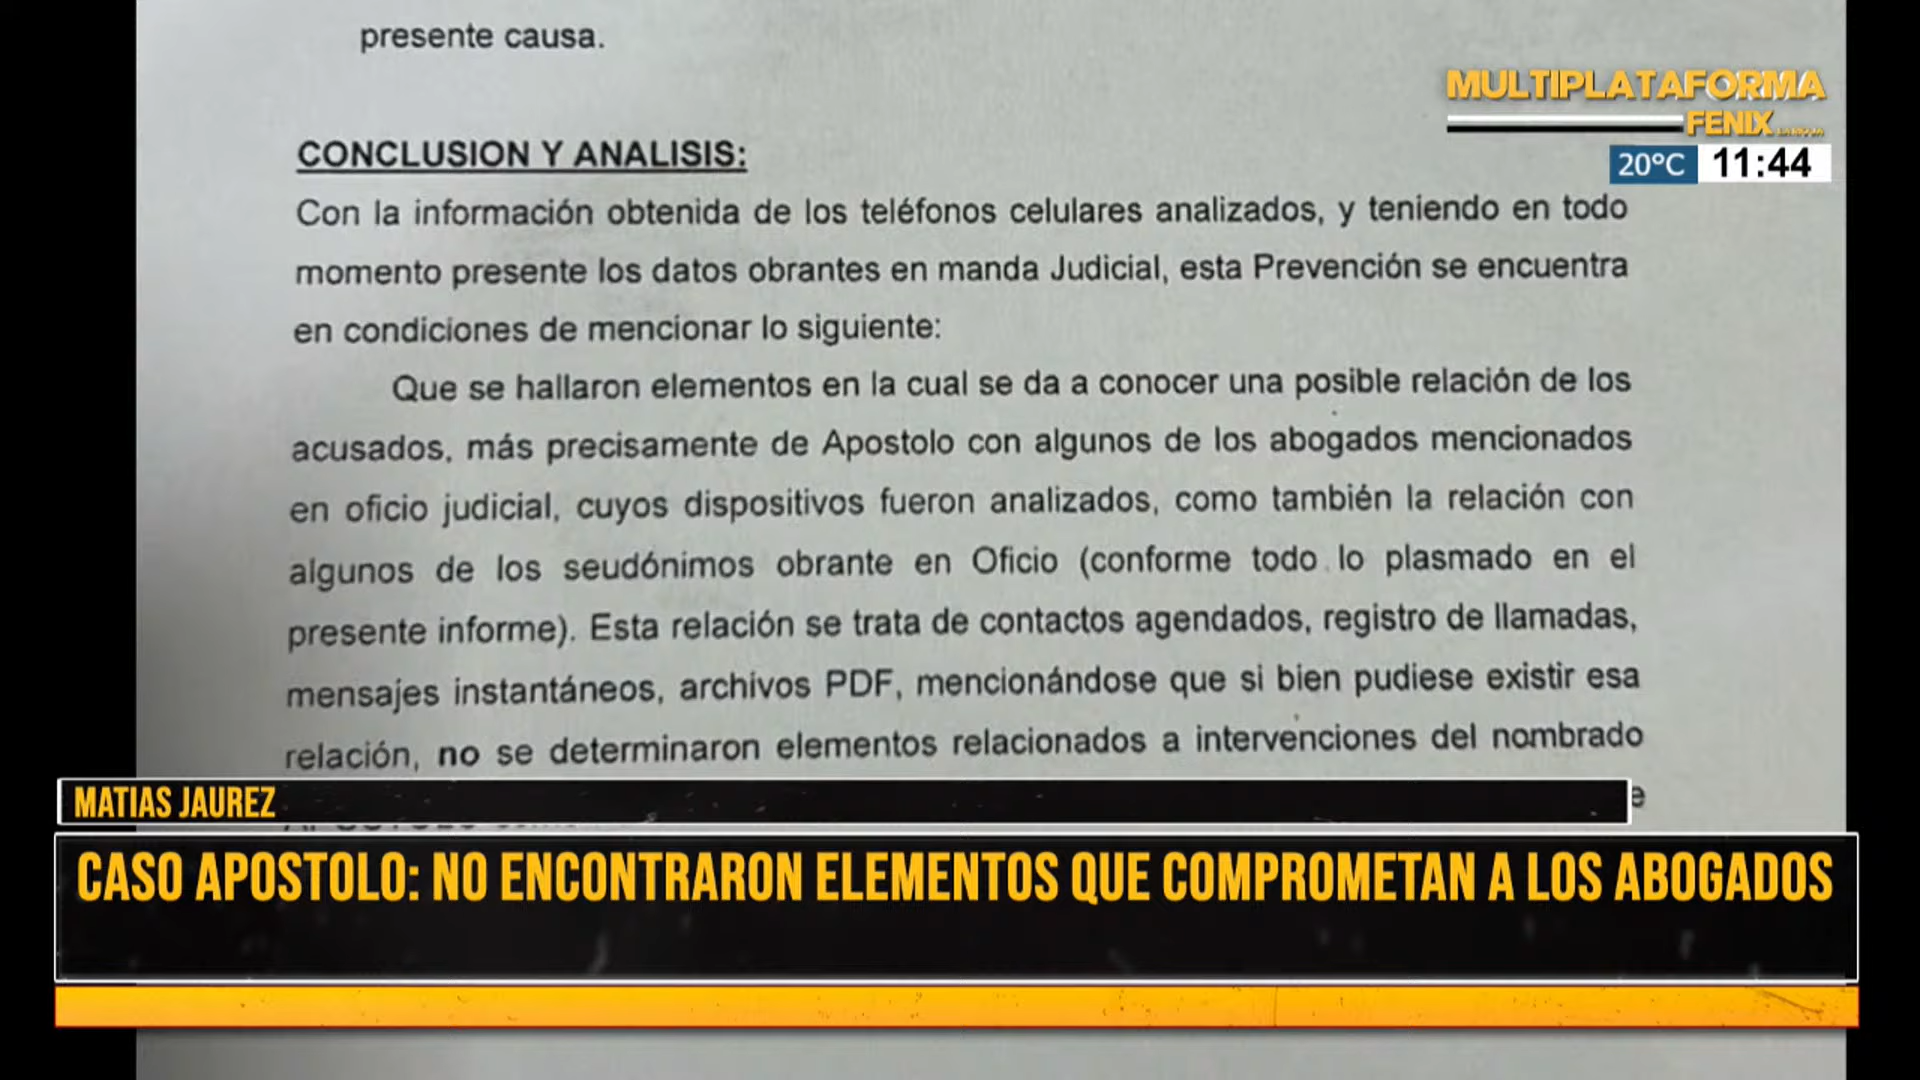 presente causa.
MULTIPLATAFORMA
FENIX
20°C 11:44
CONCLUSION Y ANALISIS:
Con la información obtenida de los teléfonos celulares analizados, y teniendo en todo
momento presente los datos obrantes en manda Judicial, esta Prevención se encuentra
en condiciones de mencionar lo siguiente:
Que se hallaron elementos en la cual se da a conocer una posible relación de los
acusados, más precisamente de Apostolo con algunos de los abogados mencionados
en oficio judicial, cuyos dispositivos fueron analizados, como también la relación con
algunos de los seudónimos obrante en Oficio (conforme todo lo plasmado en el
presente informe). Esta relación se trata de contactos agendados, registro de llamadas,
mensajes instantáneos, archivos PDF, mencionándose que si bien pudiese existir esa
relación, no se determinaron elementos relacionados a intervenciones del nombrado
MATIAS JAUREZ
CASO APOSTOLO: NO ENCONTRARON ELEMENTOS QUE COMPROMETAN A LOS ABOGADOS